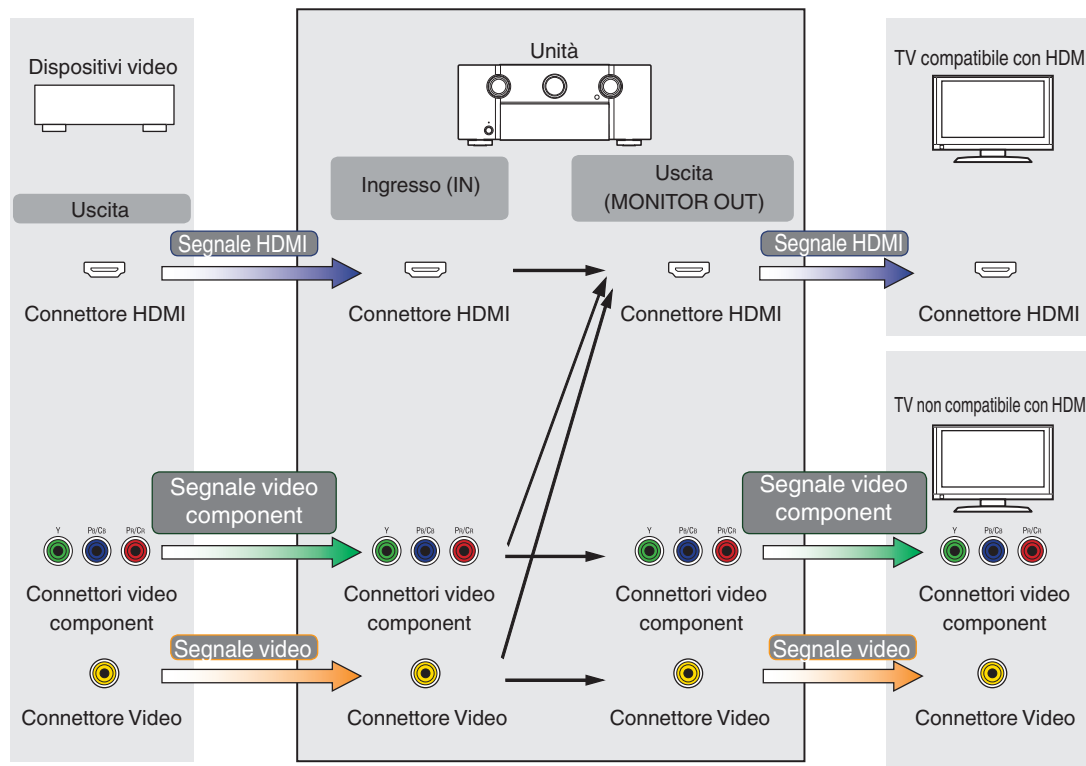 Dispositivi video
Unità
TV compatibile con HDM
Uscita
Ingresso (IN)
Uscita
(MONITOR OUT)
Segnale HDMI
Segnale HDMI
Connettore HDMI
Connettore HDMI
Connettore HDMI
Connettore HDMI
TV non compatibile con HDM
Segnale video
component
Segnale video
component
Y PB/CB PR/CR
Y PB/CB PR/CR
Y PB/CB PR/CR
Y PB/CB PR/CR
Connettori video
component
Connettori video
component
Connettori video
component
Connettori video
component
Segnale video
Segnale video
Connettore Video
Connettore Video
Connettore Video
Connettore Video